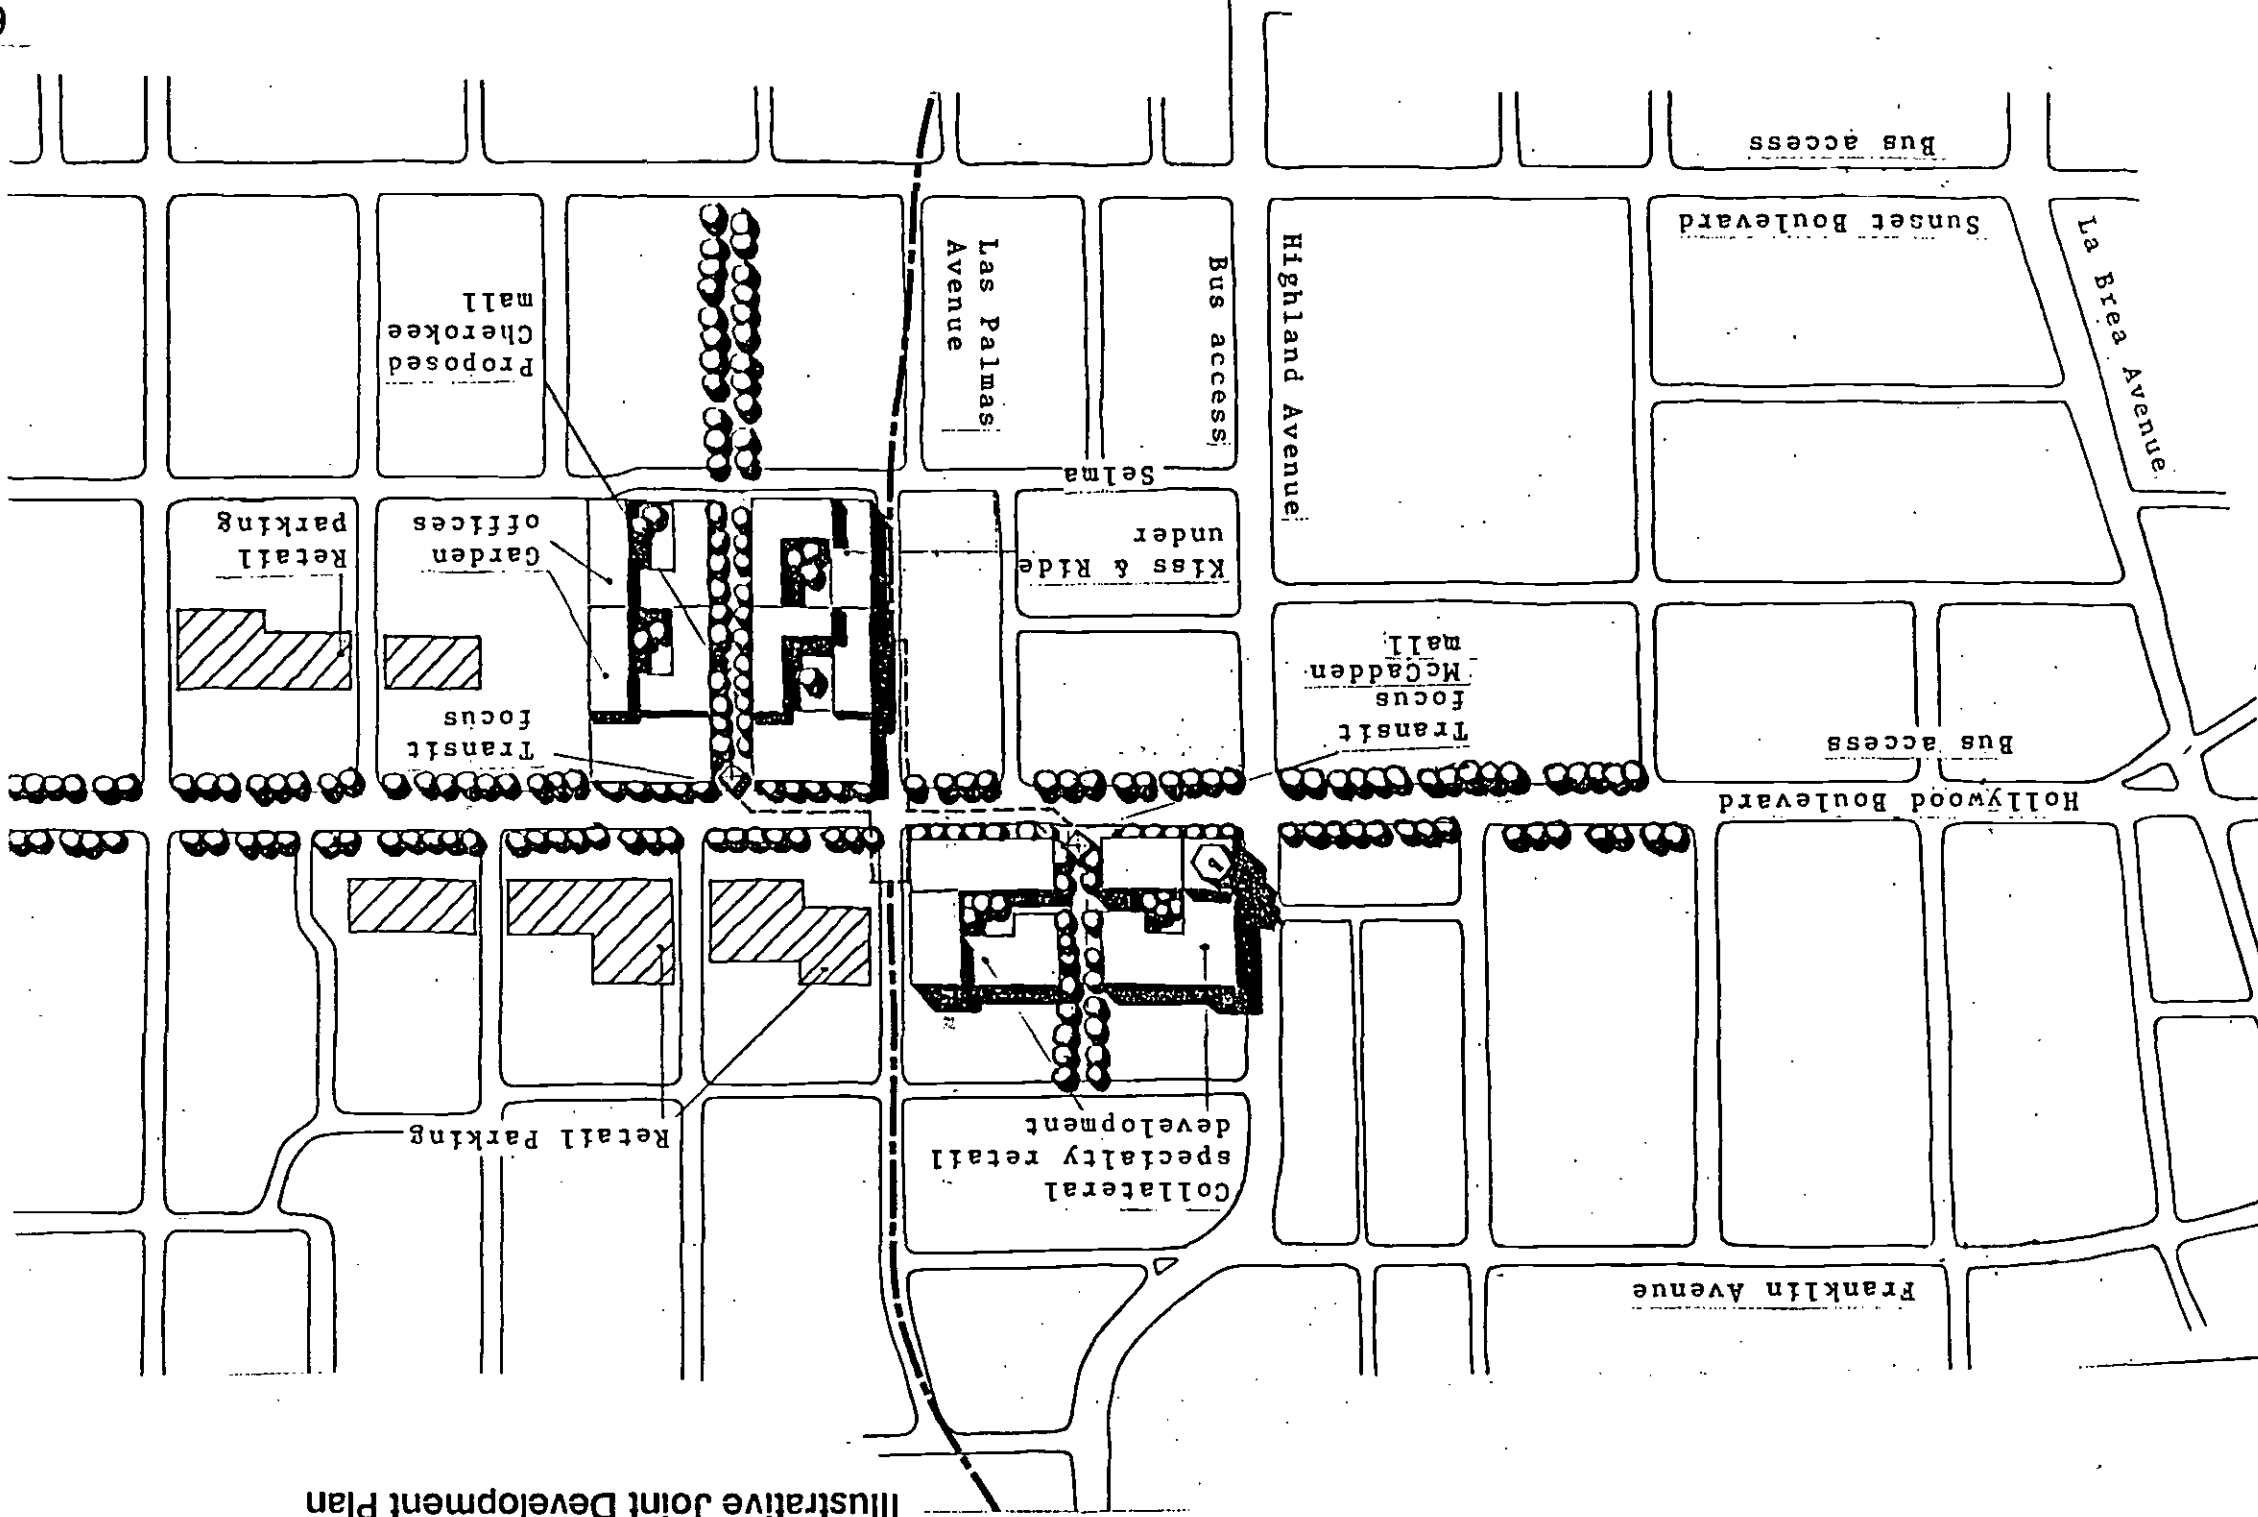 Illustrative Joint Development Plan
Franklin Avenue
Collateral
specialty retail
development
Retail Parking
Hollywood Boulevard
Bus access
Transit
focus
McCadden
mall
Transit
focus
Kiss & Ride
under
Garden
offices
Retail
parking
Selma
Proposed
Cherokee
mall
Las Palmas
Avenue
Bus access
Highland Avenue
La Brea Avenue
Sunset Boulevard
Bus access